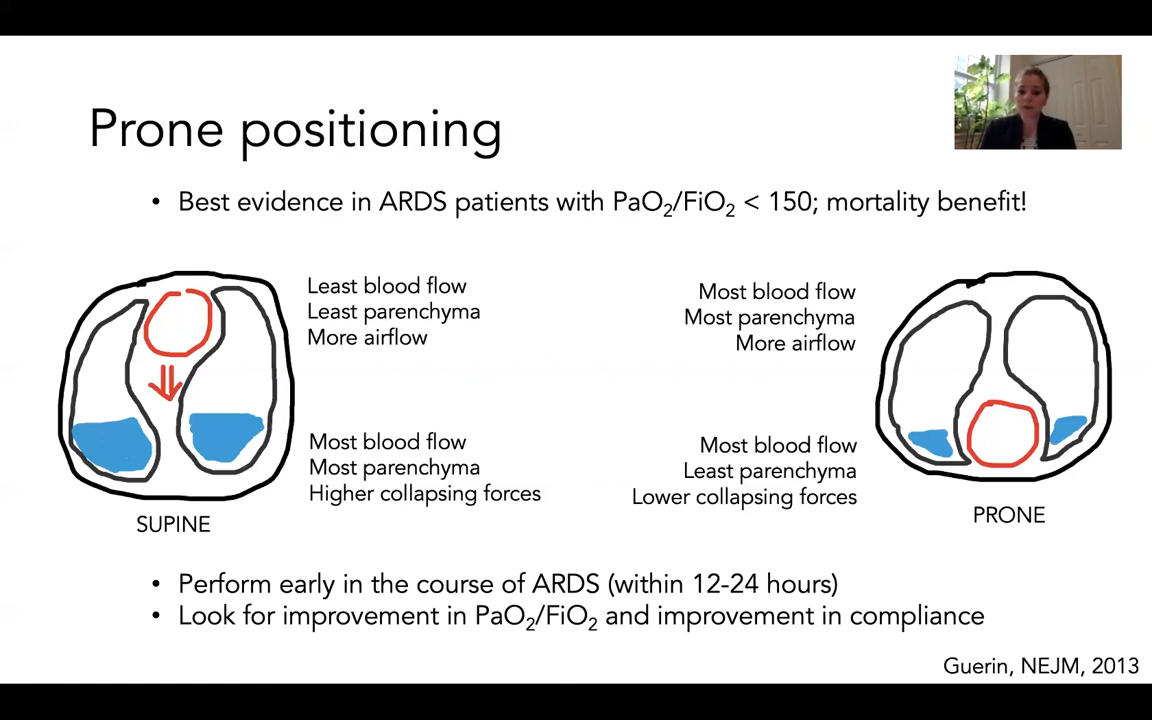 Prone positioning
• Best evidence in ARDS patients with PaO₂/FiO₂ < 150; mortality benefit!
Least blood flow
Least parenchyma
More airflow
Most blood flow
Most parenchyma
Higher collapsing forces
SUPINE
Most blood flow
Most parenchyma
More airflow
Most blood flow
Least parenchyma
Lower collapsing forces
PRONE
• Perform early in the course of ARDS (within 12-24 hours)
• Look for improvement in PaO₂/FiO₂ and improvement in compliance
Guerin, NEJM, 2013